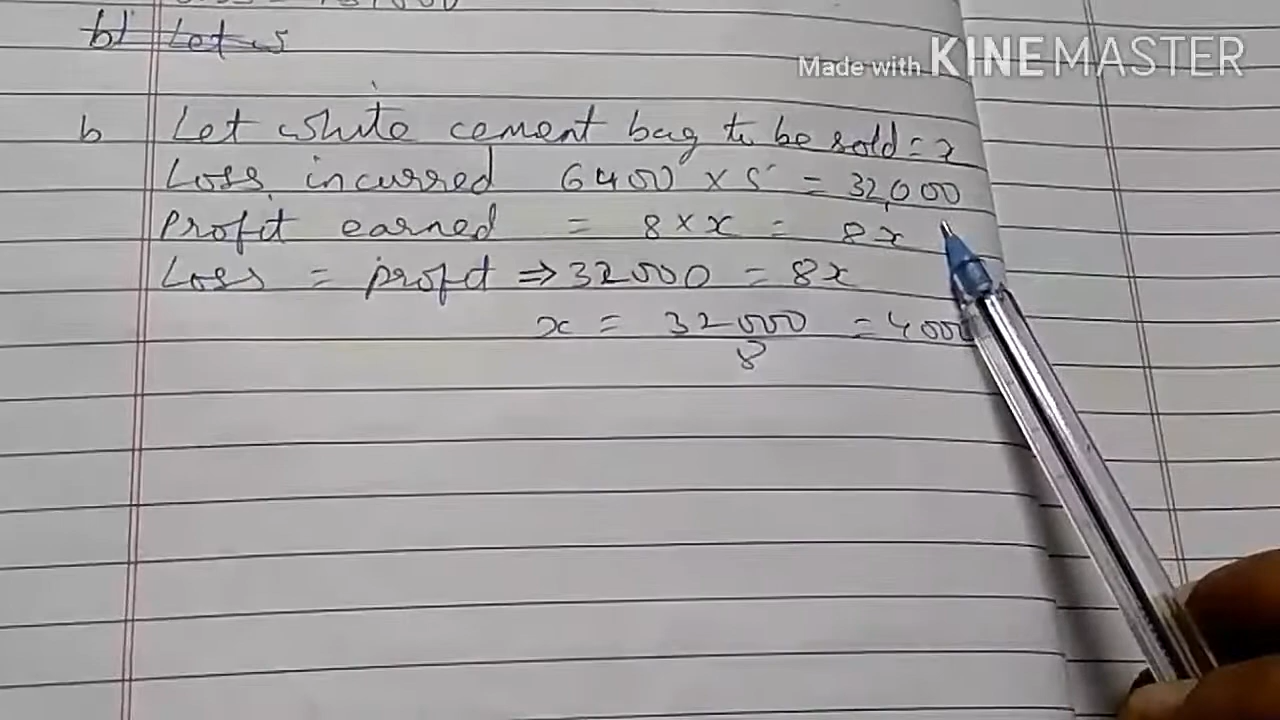 b) Let us
Made with KINEMASTER
b Let white cement bag to be sold = x
Loss incurred 6400 × 5 = 32,000
Profit earned = 8 × x = 8x
Loss = profit ⇒ 32000 = 8x
x = 32000 = 4000
8